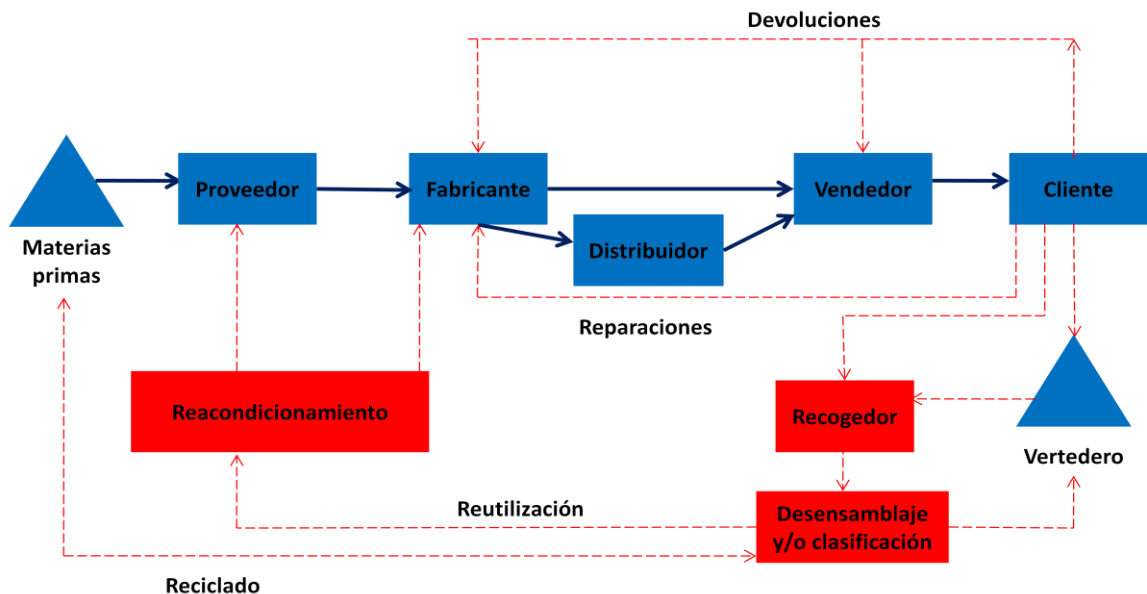 Devoluciones
Proveedor
Fabricante
Vendedor
Cliente
Distribuidor
Materias
primas
Reparaciones
Reacondicionamiento
Recogedor
Vertedero
Reutilización
Desensamblaje
y/o clasificación
Reciclado